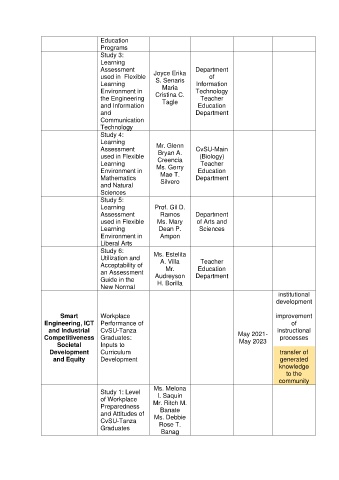 Education
Programs
Study 3:
Learning
Assessment
used in Flexible
Learning
Environment in
the Engineering
and Information
and
Communication
Technology
Joyce Erika
S. Senaris
Maria
Cristina C.
Tagle
Department
of
Information
Technology
Teacher
Education
Department
Study 4:
Learning
Assessment
used in Flexible
Learning
Environment in
Mathematics
and Natural
Sciences
Mr. Glenn
Bryan A.
Creencia
Ms. Gerry
Mae T.
Silvero
CvSU-Main
(Biology)
Teacher
Education
Department
Study 5:
Learning
Assessment
used in Flexible
Learning
Environment in
Liberal Arts
Prof. Gil D.
Ramos
Ms. Mary
Dean P.
Ampon
Department
of Arts and
Sciences
Study 6:
Utilization and
Acceptability of
an Assessment
Guide in the
New Normal
Ms. Estelita
A. Villa
Mr.
Audreyson
H. Borilla
Teacher
Education
Department
Smart
Engineering, ICT
and Industrial
Competitiveness
Societal
Development
and Equity
Workplace
Performance of
CvSU-Tanza
Graduates:
Inputs to
Curriculum
Development
May 2021-
May 2023
institutional
development
improvement
of
instructional
processes
transfer of
generated
knowledge
to the
community
Study 1: Level
of Workplace
Preparedness
and Attitudes of
CvSU-Tanza
Graduates
Ms. Melona
I. Saquin
Mr. Ritch M.
Banate
Ms. Debbie
Rose T.
Banag